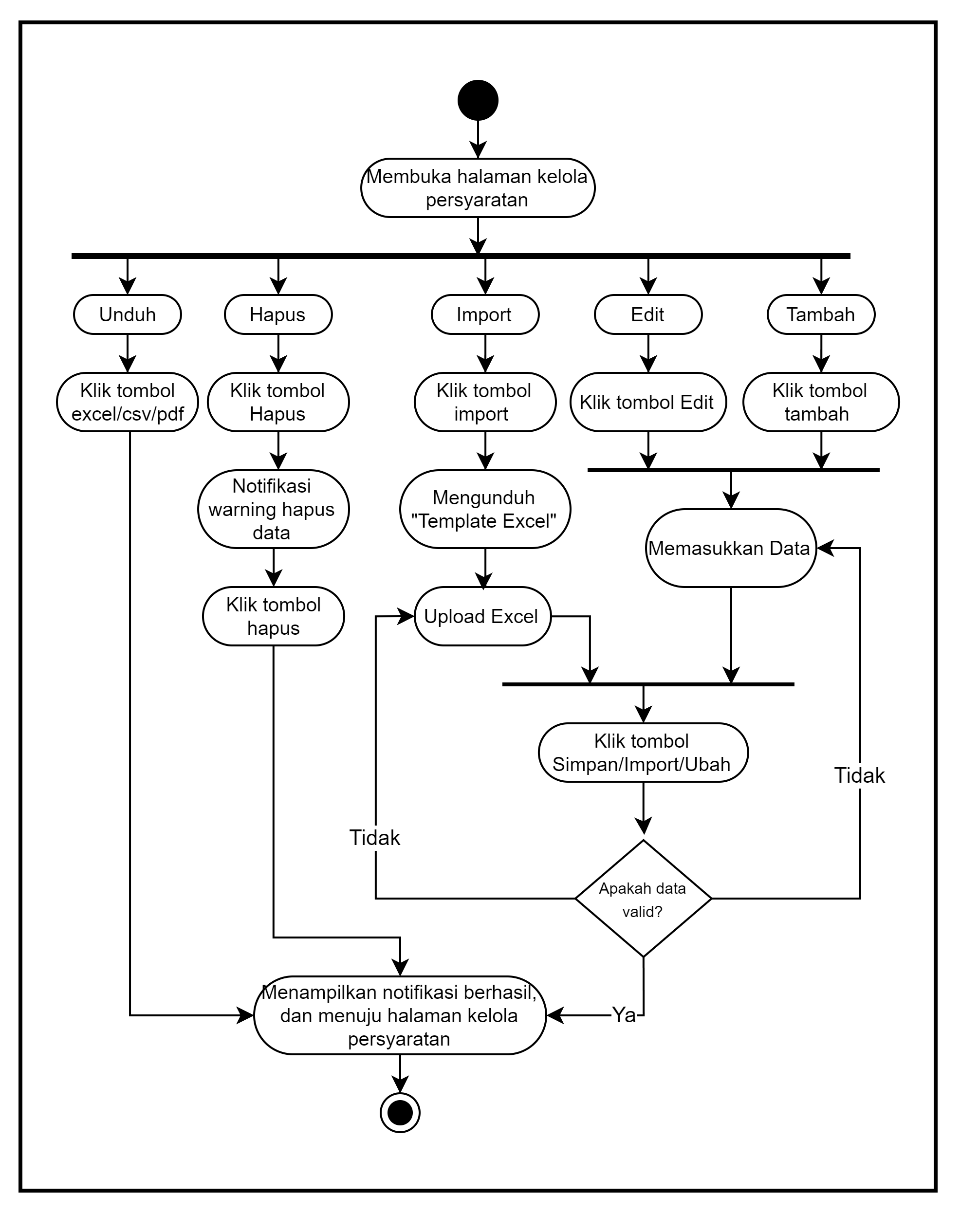 Membuka halaman kelola
persyaratan
Unduh
Hapus
Import
Edit
Tambah
Klik tombol
excel/csv/pdf
Klik tombol
Hapus
Klik tombol
import
Klik tombol Edit
Klik tombol
tambah
Notifikasi
warning hapus
data
Mengunduh
"Template Excel"
Memasukkan Data
Klik tombol
hapus
Upload Excel
Klik tombol
Simpan/Import/Ubah
Tidak
Tidak
Apakah data
valid?
Menampilkan notifikasi berhasil,
dan menuju halaman kelola
persyaratan
Ya